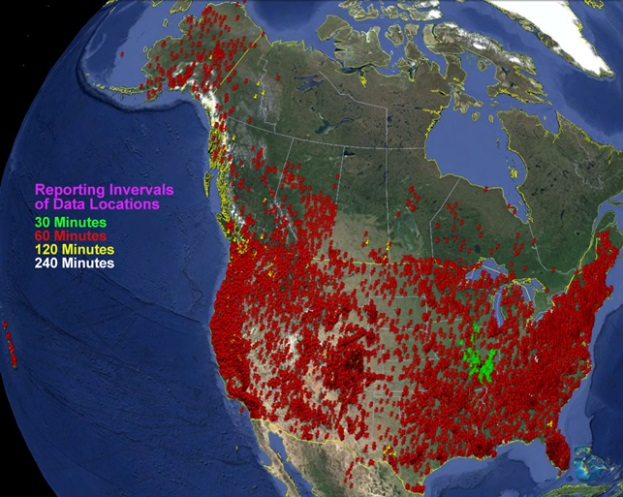 Reporting Invervals
of Data Locations
30 Minutes
60 Minutes
120 Minutes
240 Minutes